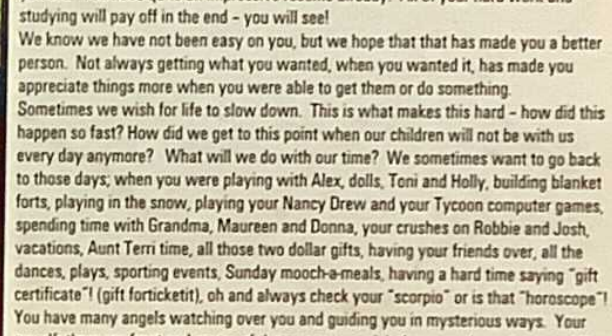 studying will pay off in the end – you will see!
We know we have not been easy on you, but we hope that that has made you a better
person. Not always getting what you wanted, when you wanted it, has made you
appreciate things more when you were able to get them or do something.
Sometimes we wish for life to slow down. This is what makes this hard – how did this
happen so fast? How did we get to this point when our children will not be with us
every day anymore? What will we do with our time? We sometimes want to go back
to those days; when you were playing with Alex, dolls, Toni and Holly, building blanket
forts, playing in the snow, playing your Nancy Drew and your Tycoon computer games,
spending time with Grandma, Maureen and Donna, your crushes on Robbie and Josh,
vacations, Aunt Terri time, all those two dollar gifts, having your friends over, all the
dances, plays, sporting events, Sunday mooch-a-meals, having a hard time saying "gift
certificate"! (gift forticketit), oh and always check your "scorpio" or is that "horoscope"!
You have many angels watching over you and guiding you in mysterious ways. Your